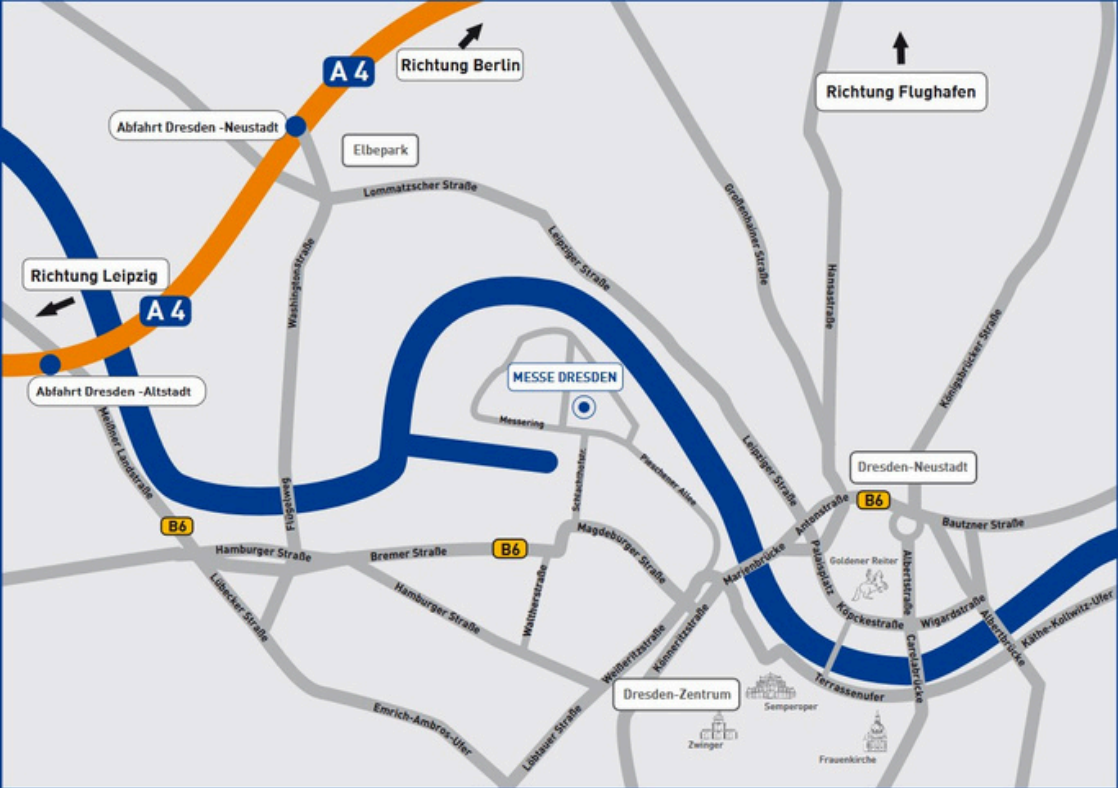 A 4
Richtung Berlin
Richtung Flughafen
Abfahrt Dresden -Neustadt
Elbepark
Lommatzscher Straße
Großenhainer Straße
Leipziger Straße
Hansastraße
Washingtonstraße
Richtung Leipzig
A 4
Königsbrücker Straße
Abfahrt Dresden -Altstadt
MESSE DRESDEN
Meißner Landstraße
Messering
Leipziger Straße
Pieschener Allee
Schlachthofstr.
Dresden-Neustadt
Flügelweg
B6
Antonstraße
B6
Bautzner Straße
Hamburger Straße
Bremer Straße
B6
Magdeburger Straße
Marienbrücke
Palaisplatz
Goldener Reiter
Albertstraße
Lübecker Straße
Hamburger Straße
Waltherstraße
Köpckestraße
Wigardstraße
Albertbrücke
Käthe-Kollwitz-Ufer
Weißeritzstraße
Könneritzstraße
Carolabrücke
Terrassenufer
Dresden-Zentrum
Semperoper
Emrich-Ambros-Ufer
Löbtauer Straße
Zwinger
Frauenkirche